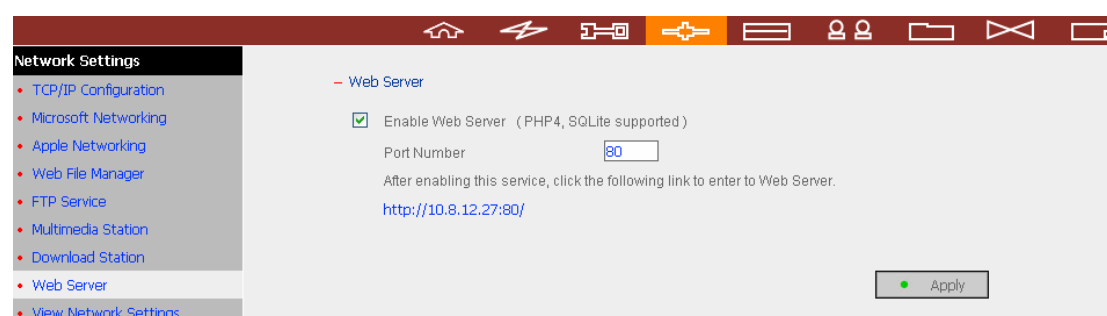 Network Settings
TCP/IP Configuration
Microsoft Networking
Apple Networking
Web File Manager
FTP Service
Multimedia Station
Download Station
Web Server
View Network Settings
– Web Server
Enable Web Server ( PHP4, SQLite supported )
Port Number 80
After enabling this service, click the following link to enter to Web Server.
http://10.8.12.27:80/
Apply